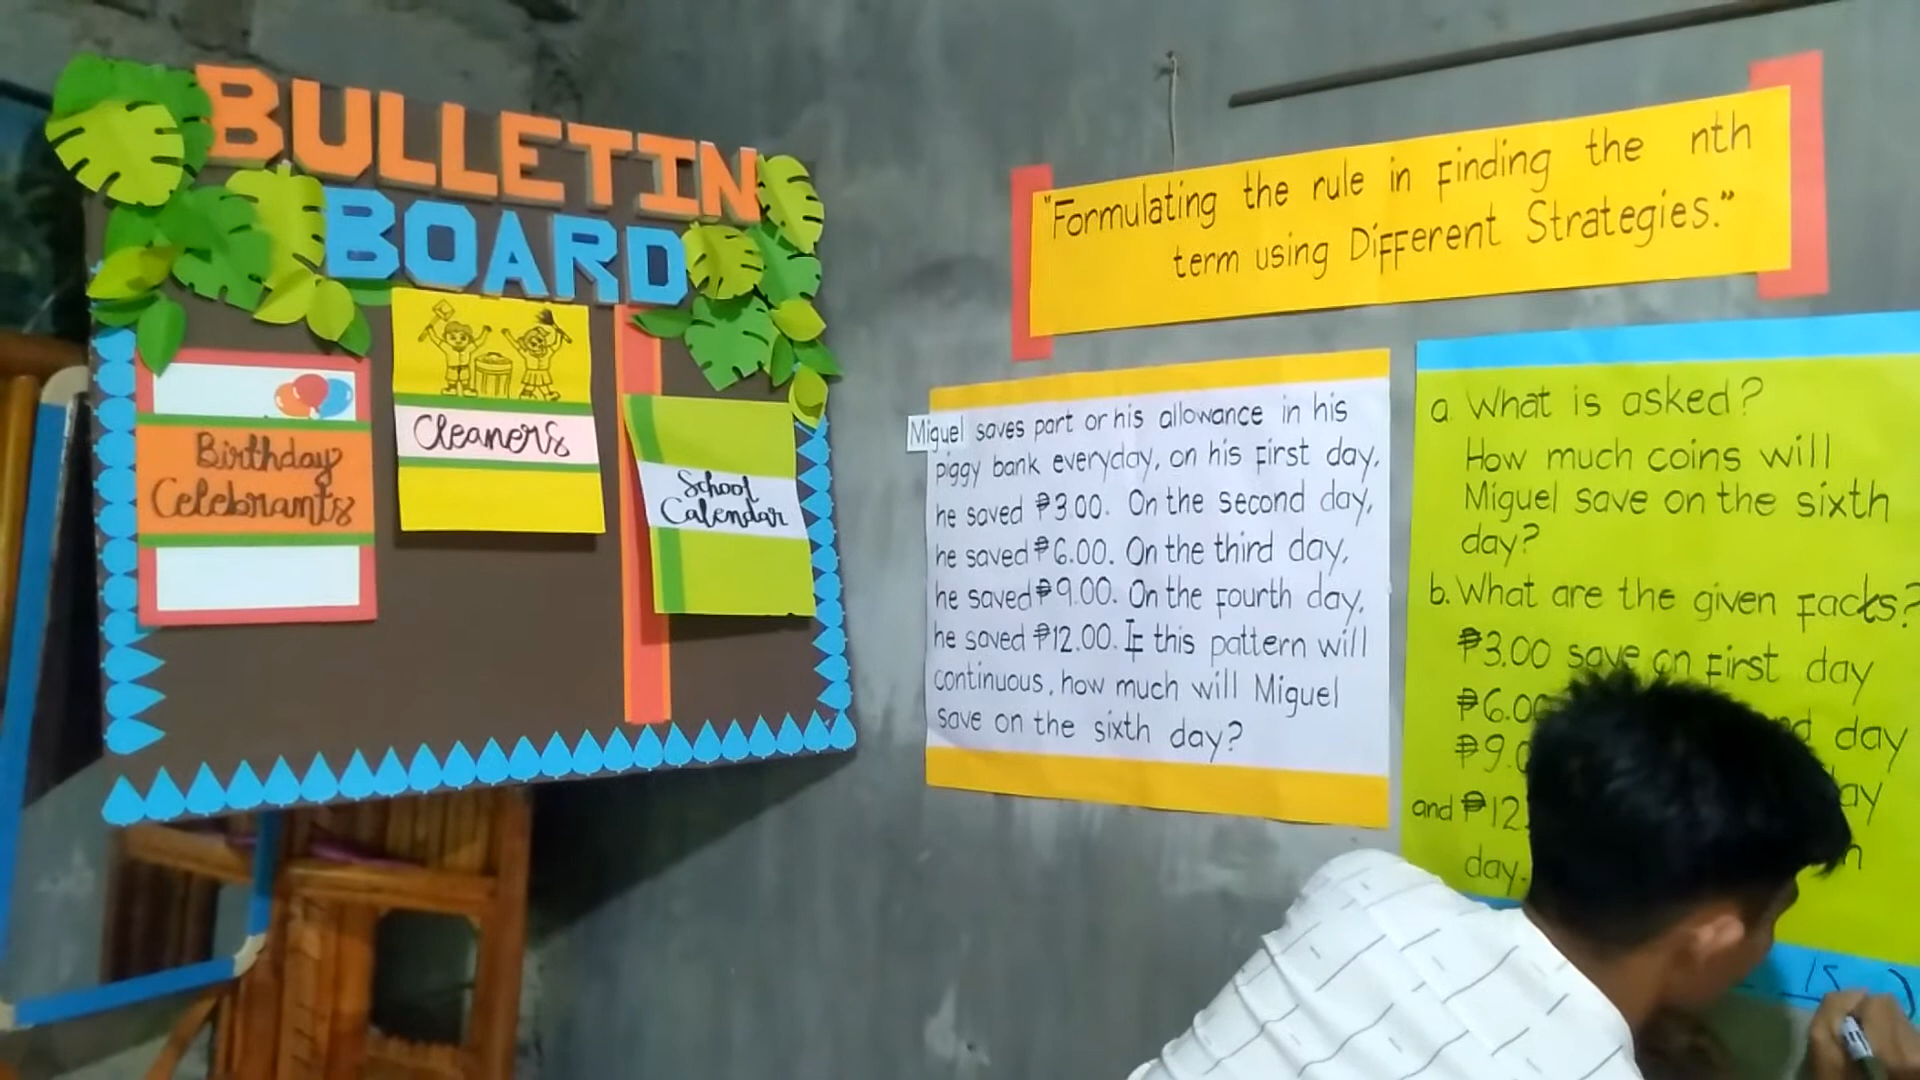 BULLETIN
BOARD
Birthday
Celebrants
Cleaners
School
Calendar
"Formulating the rule in Finding the nth
term using Different Strategies."
Miguel saves part or his allowance in his
piggy bank everyday, on his First day,
he saved ₱3.00. On the second day,
he saved ₱6.00. On the third day,
he saved ₱9.00. On the Fourth day,
he saved ₱12.00. IF this pattern will
continuous, how much will Miguel
save on the sixth day?
a. What is asked?
How much coins will
Miguel save on the sixth
day?
b. What are the given Facts?
₱3.00 save on First day
₱6.00 day
day
and
day.
15